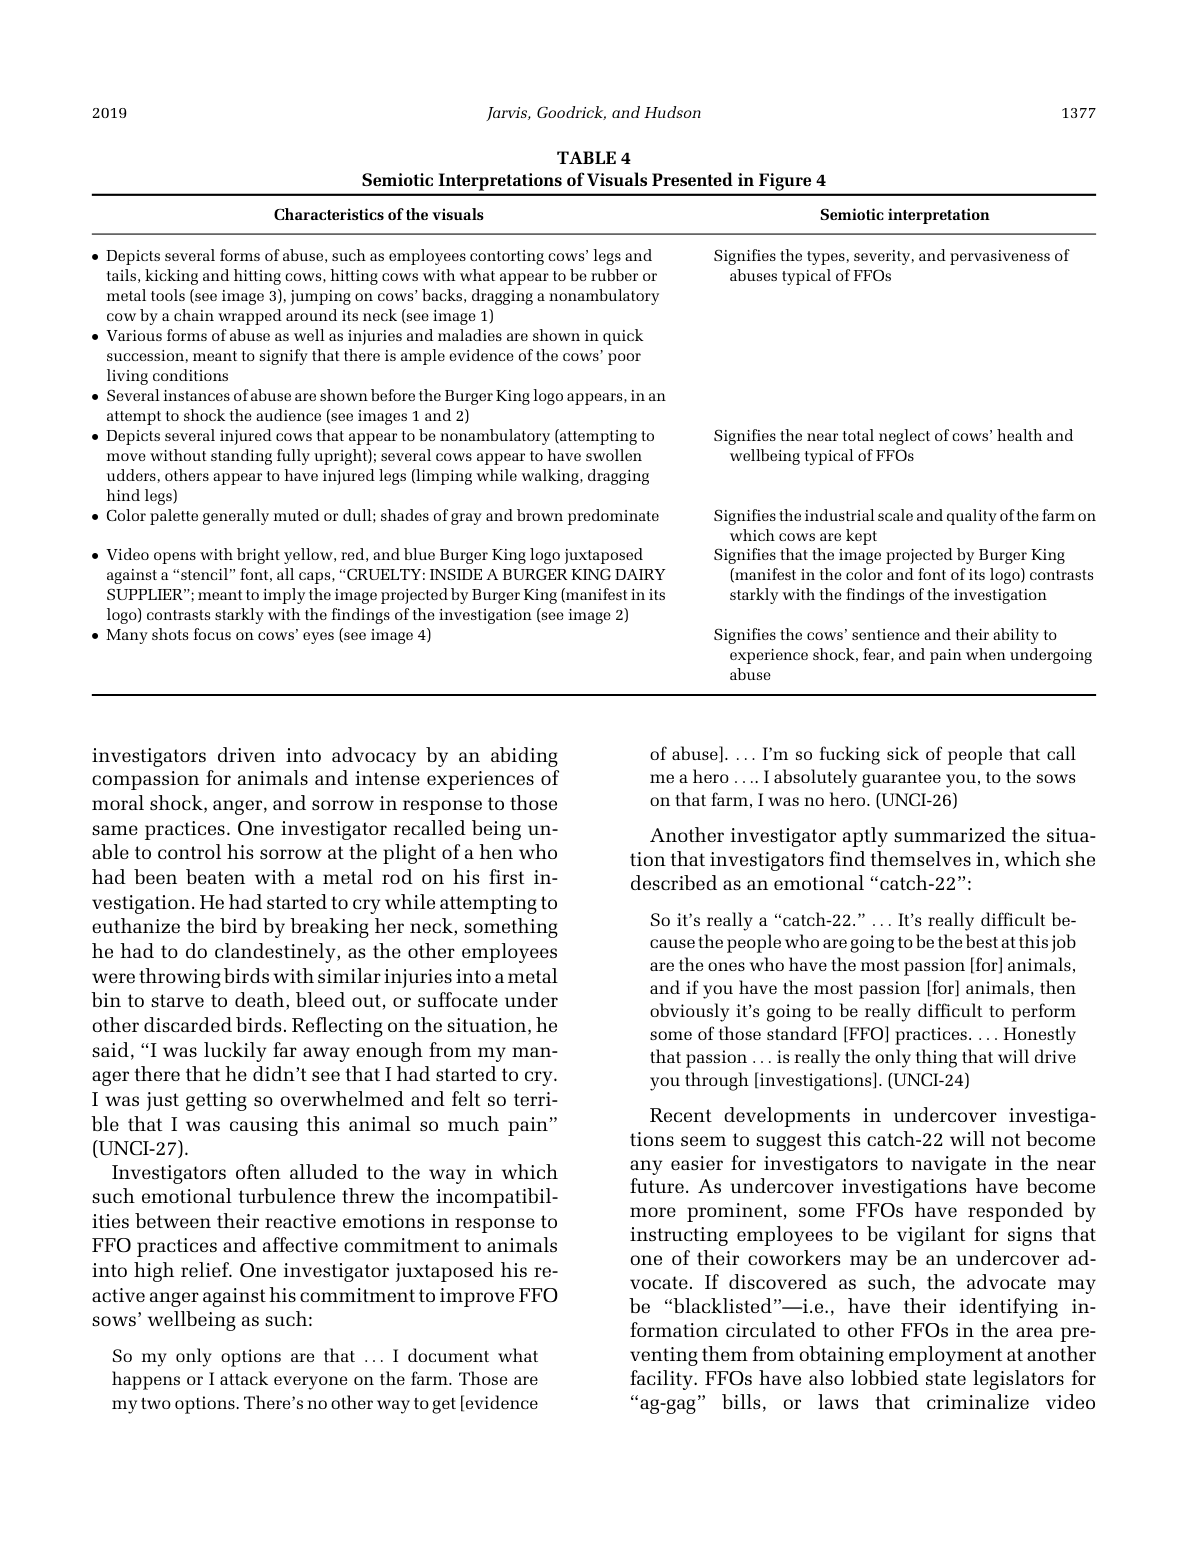 2019
Jarvis, Goodrick, and Hudson
1377
TABLE 4
Semiotic Interpretations of Visuals Presented in Figure 4
Characteristics of the visuals
Semiotic interpretation
• Depicts several forms of abuse, such as employees contorting cows’ legs and
tails, kicking and hitting cows, hitting cows with what appear to be rubber or
metal tools (see image 3), jumping on cows’ backs, dragging a nonambulatory
cow by a chain wrapped around its neck (see image 1)
Signifies the types, severity, and pervasiveness of
abuses typical of FFOs
• Various forms of abuse as well as injuries and maladies are shown in quick
succession, meant to signify that there is ample evidence of the cows’ poor
living conditions
• Several instances of abuse are shown before the Burger King logo appears, in an
attempt to shock the audience (see images 1 and 2)
• Depicts several injured cows that appear to be nonambulatory (attempting to
move without standing fully upright); several cows appear to have swollen
udders, others appear to have injured legs (limping while walking, dragging
hind legs)
Signifies the near total neglect of cows’ health and
wellbeing typical of FFOs
• Color palette generally muted or dull; shades of gray and brown predominate
Signifies the industrial scale and quality of the farm on
which cows are kept
• Video opens with bright yellow, red, and blue Burger King logo juxtaposed
against a “stencil” font, all caps, “CRUELTY: INSIDE A BURGER KING DAIRY
SUPPLIER”; meant to imply the image projected by Burger King (manifest in its
logo) contrasts starkly with the findings of the investigation (see image 2)
Signifies that the image projected by Burger King
(manifest in the color and font of its logo) contrasts
starkly with the findings of the investigation
• Many shots focus on cows’ eyes (see image 4)
Signifies the cows’ sentience and their ability to
experience shock, fear, and pain when undergoing
abuse
investigators driven into advocacy by an abiding
compassion for animals and intense experiences of
moral shock, anger, and sorrow in response to those
same practices. One investigator recalled being un-
able to control his sorrow at the plight of a hen who
had been beaten with a metal rod on his first in-
vestigation. He had started to cry while attempting to
euthanize the bird by breaking her neck, something
he had to do clandestinely, as the other employees
were throwing birds with similar injuries into a metal
bin to starve to death, bleed out, or suffocate under
other discarded birds. Reflecting on the situation, he
said, “I was luckily far away enough from my man-
ager there that he didn’t see that I had started to cry.
I was just getting so overwhelmed and felt so terri-
ble that I was causing this animal so much pain”
(UNCI-27).
Investigators often alluded to the way in which
such emotional turbulence threw the incompatibil-
ities between their reactive emotions in response to
FFO practices and affective commitment to animals
into high relief. One investigator juxtaposed his re-
active anger against his commitment to improve FFO
sows’ wellbeing as such:
So my only options are that … I document what
happens or I attack everyone on the farm. Those are
my two options. There’s no other way to get [evidence
of abuse]. … I’m so fucking sick of people that call
me a hero …. I absolutely guarantee you, to the sows
on that farm, I was no hero. (UNCI-26)
Another investigator aptly summarized the situa-
tion that investigators find themselves in, which she
described as an emotional “catch-22”:
So it’s really a “catch-22.” … It’s really difficult be-
cause the people who are going to be the best at this job
are the ones who have the most passion [for] animals,
and if you have the most passion [for] animals, then
obviously it’s going to be really difficult to perform
some of those standard [FFO] practices. … Honestly
that passion … is really the only thing that will drive
you through [investigations]. (UNCI-24)
Recent developments in undercover investiga-
tions seem to suggest this catch-22 will not become
any easier for investigators to navigate in the near
future. As undercover investigations have become
more prominent, some FFOs have responded by
instructing employees to be vigilant for signs that
one of their coworkers may be an undercover ad-
vocate. If discovered as such, the advocate may
be “blacklisted”—i.e., have their identifying in-
formation circulated to other FFOs in the area pre-
venting them from obtaining employment at another
facility. FFOs have also lobbied state legislators for
“ag-gag” bills, or laws that criminalize video